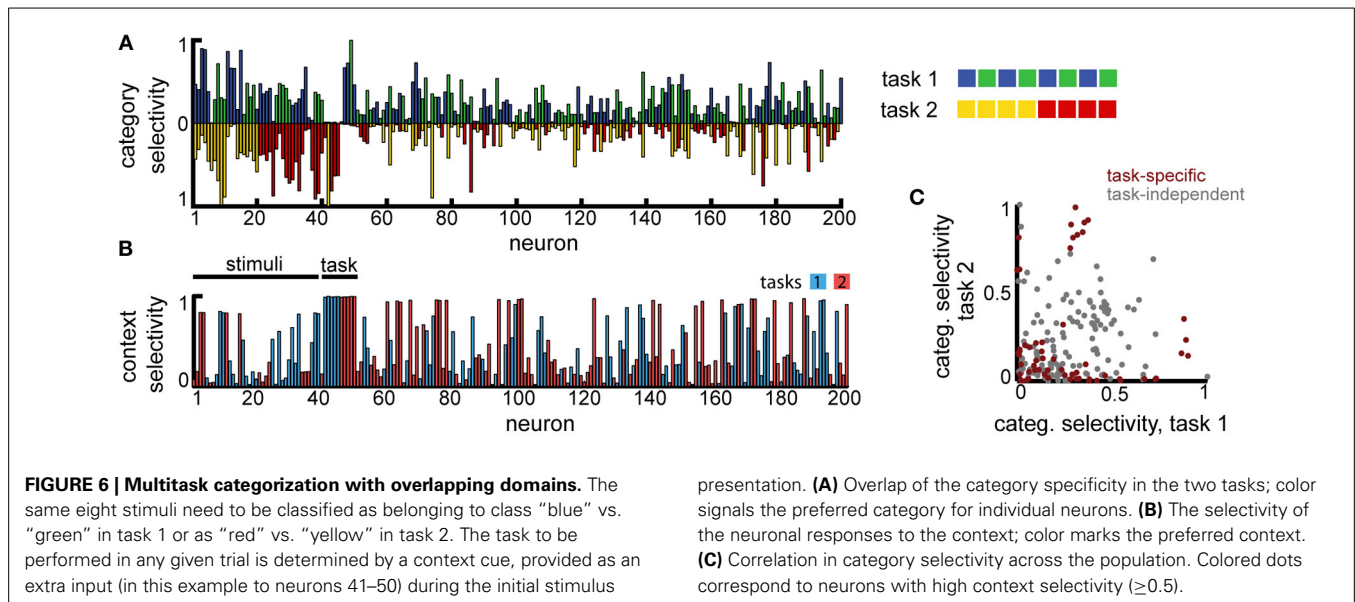 A
category
selectivity
1
0
1
1 20 40 60 80 100 120 140 160 180 200
neuron
task 1
task 2
B
stimuli task
tasks 1 2
context
selectivity
1
0
1 20 40 60 80 100 120 140 160 180 200
neuron
C
task-specific
task-independent
categ. selectivity
task 2
1
0.5
0
0 0.5 1
categ. selectivity, task 1
FIGURE 6 | Multitask categorization with overlapping domains. The
same eight stimuli need to be classified as belonging to class “blue” vs.
“green” in task 1 or as “red” vs. “yellow” in task 2. The task to be
performed in any given trial is determined by a context cue, provided as an
extra input (in this example to neurons 41–50) during the initial stimulus
presentation. (A) Overlap of the category specificity in the two tasks; color
signals the preferred category for individual neurons. (B) The selectivity of
the neuronal responses to the context; color marks the preferred context.
(C) Correlation in category selectivity across the population. Colored dots
correspond to neurons with high context selectivity (≥0.5).